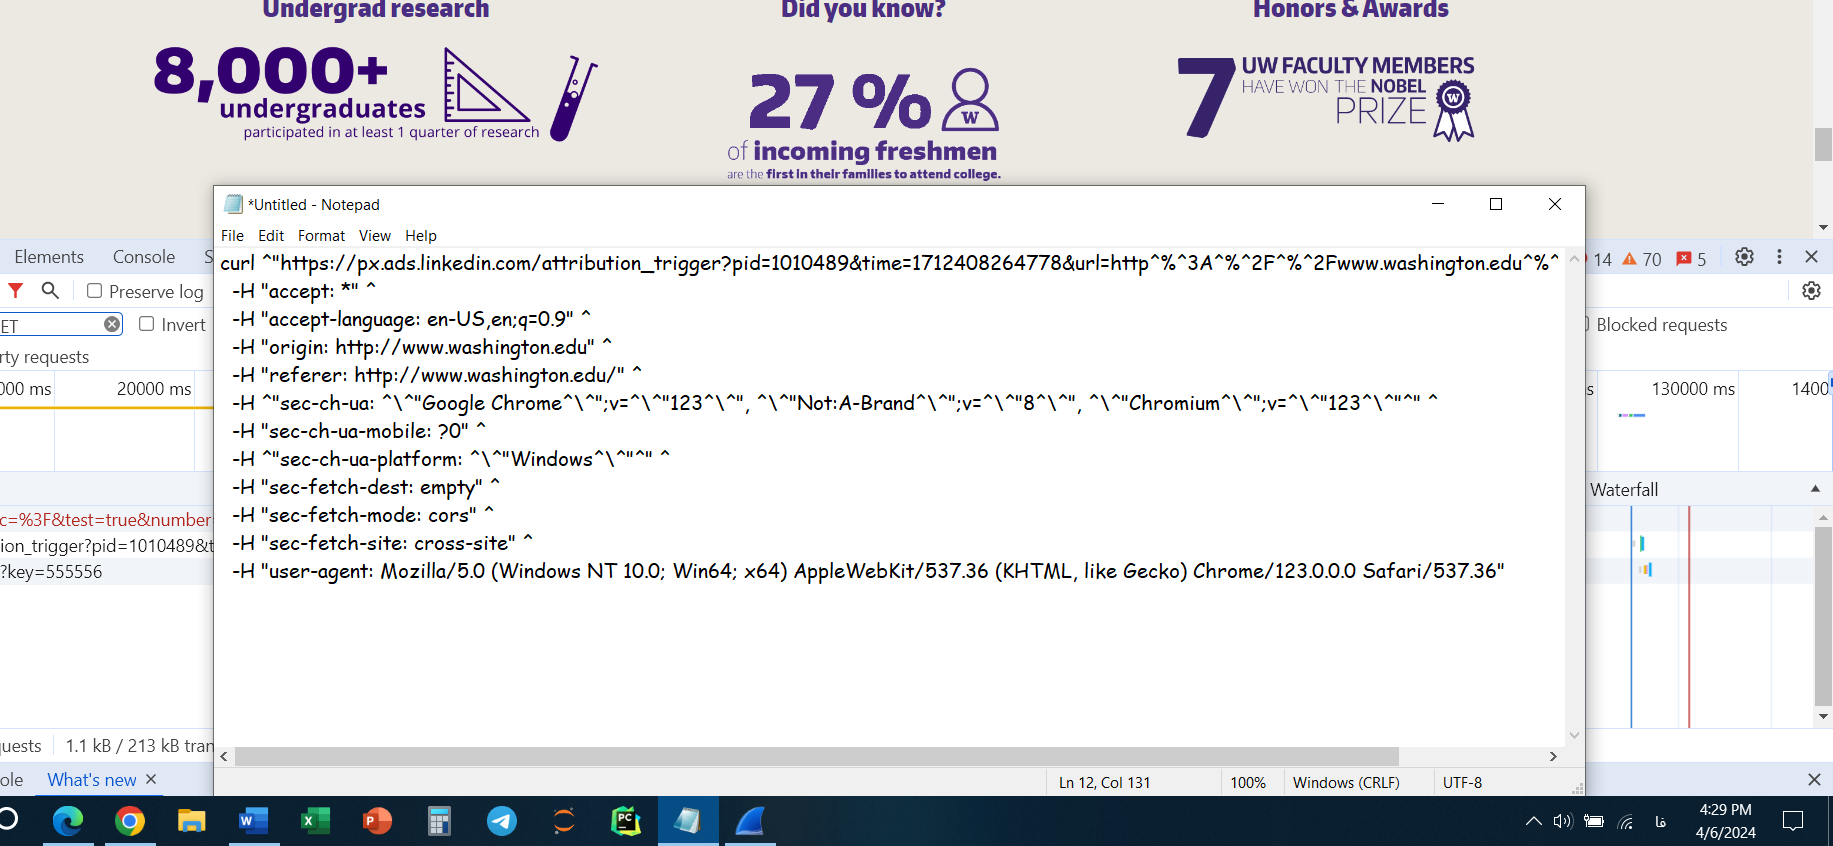 Undergrad research
8,000+
undergraduates
participated in at least 1 quarter of research
Did you know?
27 %
W
of incoming freshmen
are the first in their families to attend college.
Honors & Awards
7
UW FACULTY MEMBERS
HAVE WON THE NOBEL
PRIZE
W
*Untitled - Notepad
File Edit Format View Help
curl ^"https://px.ads.linkedin.com/attribution_trigger?pid=1010489&time=1712408264778&url=http^%^3A^%^2F^%^2Fwww.washington.edu^%^
-H "accept: *" ^
-H "accept-language: en-US,en;q=0.9" ^
-H "origin: http://www.washington.edu" ^
-H "referer: http://www.washington.edu/" ^
-H ^"sec-ch-ua: ^\^"Google Chrome^\^";v=^\^"123^\^", ^\^"Not:A-Brand^\^";v=^\^"8^\^", ^\^"Chromium^\^";v=^\^"123^\^"^" ^
-H "sec-ch-ua-mobile: ?0" ^
-H ^"sec-ch-ua-platform: ^\^"Windows^\^"^" ^
-H "sec-fetch-dest: empty" ^
-H "sec-fetch-mode: cors" ^
-H "sec-fetch-site: cross-site" ^
-H "user-agent: Mozilla/5.0 (Windows NT 10.0; Win64; x64) AppleWebKit/537.36 (KHTML, like Gecko) Chrome/123.0.0.0 Safari/537.36"
Ln 12, Col 131 100% Windows (CRLF) UTF-8
Elements Console S
14 70 5
Preserve log
ET Invert
Blocked requests
rty requests
000 ms 20000 ms
s 130000 ms 1400
Waterfall
c=%3F&test=true&number=
ion_trigger?pid=1010489&t
?key=555556
uests 1.1 kB / 213 kB tran
ole What's new
W X P PC
فا
4:29 PM
4/6/2024